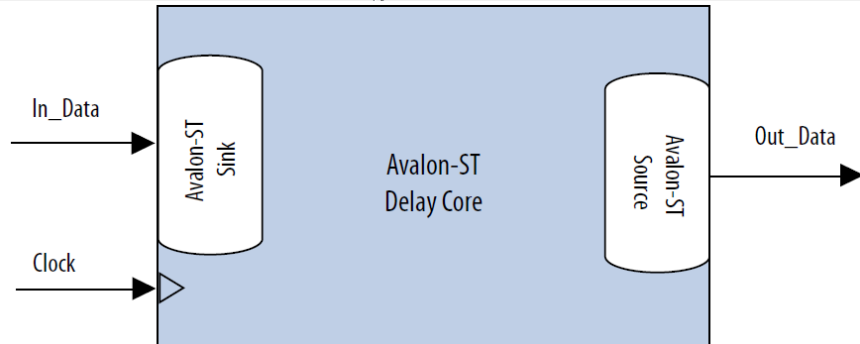 In_Data
Avalon-ST
Sink
Avalon-ST
Delay Core
Avalon-ST
Source
Out_Data
Clock